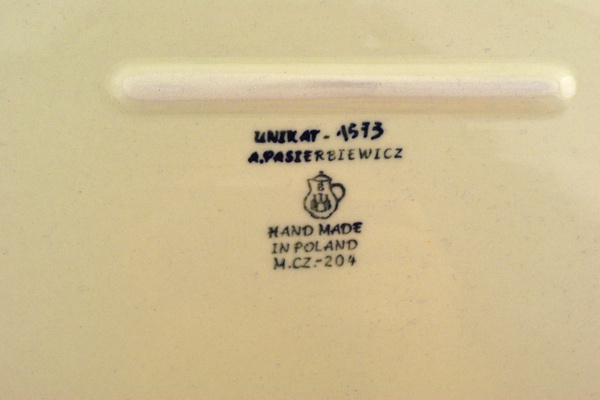 UNIKAT - 1573
A.PASIERBIEWICZ
HAND MADE
IN POLAND
M.CZ.-204